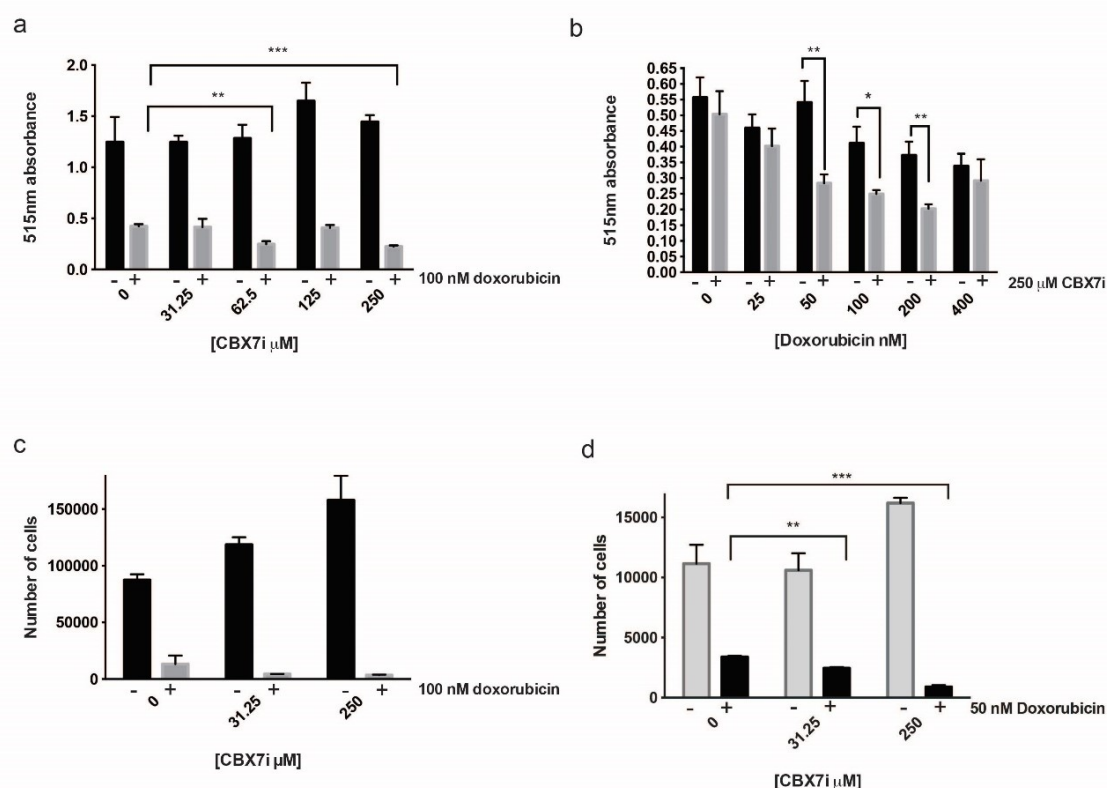 a
***
**
2.0
1.5
1.0
0.5
0.0
515nm absorbance
- + - + - + - + - + 100 nM doxorubicin
0 31.25 62.5 125 250
[CBX7i μM]
b
**
*
**
0.65
0.60
0.55
0.50
0.45
0.40
0.35
0.30
0.25
0.20
0.15
0.10
0.05
0.00
515nm absorbance
- + - + - + - + - + - + 250 μM CBX7i
0 25 50 100 200 400
[Doxorubicin nM]
c
150000
100000
50000
0
Number of cells
- + - + - + 100 nM doxorubicin
0 31.25 250
[CBX7i μM]
d
***
**
15000
10000
5000
0
Number of cells
- + - + - + 50 nM Doxorubicin
0 31.25 250
[CBX7i μM]